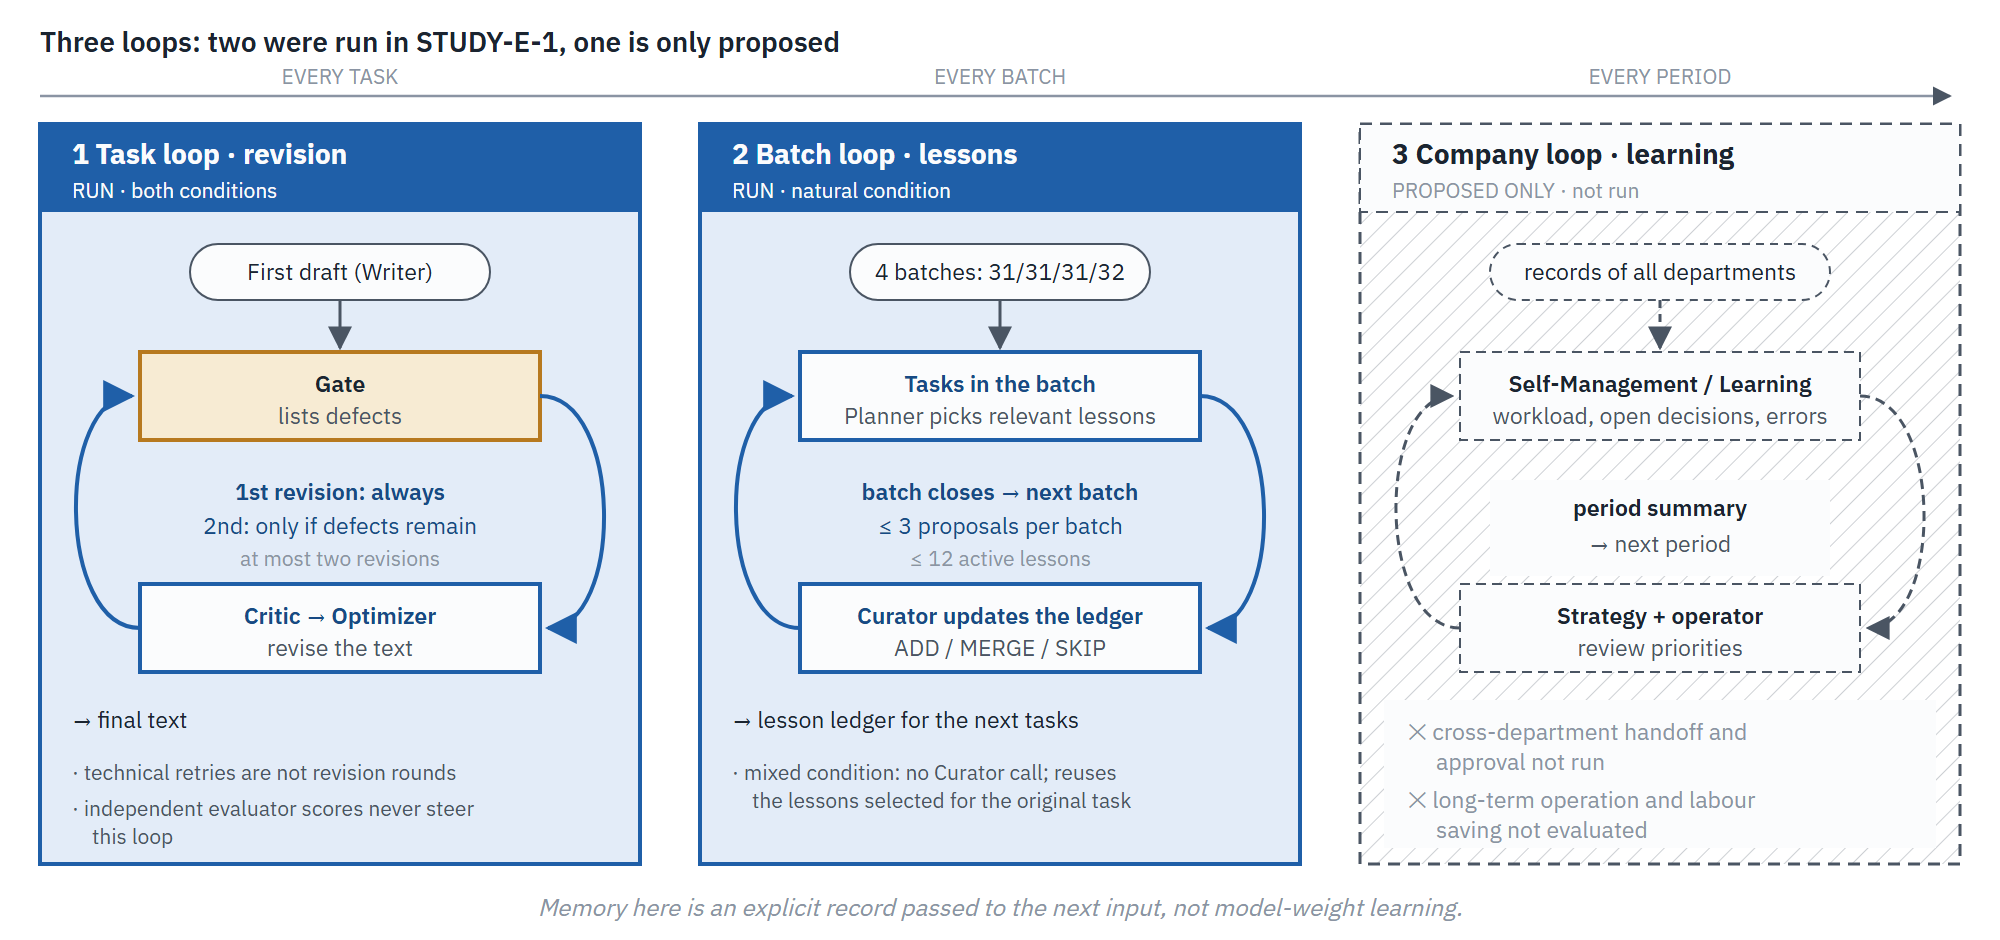 Three loops: two were run in STUDY-E-1, one is only proposed
EVERY TASK
EVERY BATCH
EVERY PERIOD
1 Task loop · revision
RUN · both conditions
First draft (Writer)
Gate
lists defects
1st revision: always
2nd: only if defects remain
at most two revisions
Critic → Optimizer
revise the text
→ final text
· technical retries are not revision rounds
· independent evaluator scores never steer
this loop
2 Batch loop · lessons
RUN · natural condition
4 batches: 31/31/31/32
Tasks in the batch
Planner picks relevant lessons
batch closes → next batch
≤ 3 proposals per batch
≤ 12 active lessons
Curator updates the ledger
ADD / MERGE / SKIP
→ lesson ledger for the next tasks
· mixed condition: no Curator call; reuses
the lessons selected for the original task
3 Company loop · learning
PROPOSED ONLY · not run
records of all departments
Self-Management / Learning
workload, open decisions, errors
period summary
→ next period
Strategy + operator
review priorities
✕ cross-department handoff and
approval not run
✕ long-term operation and labour
saving not evaluated
Memory here is an explicit record passed to the next input, not model-weight learning.